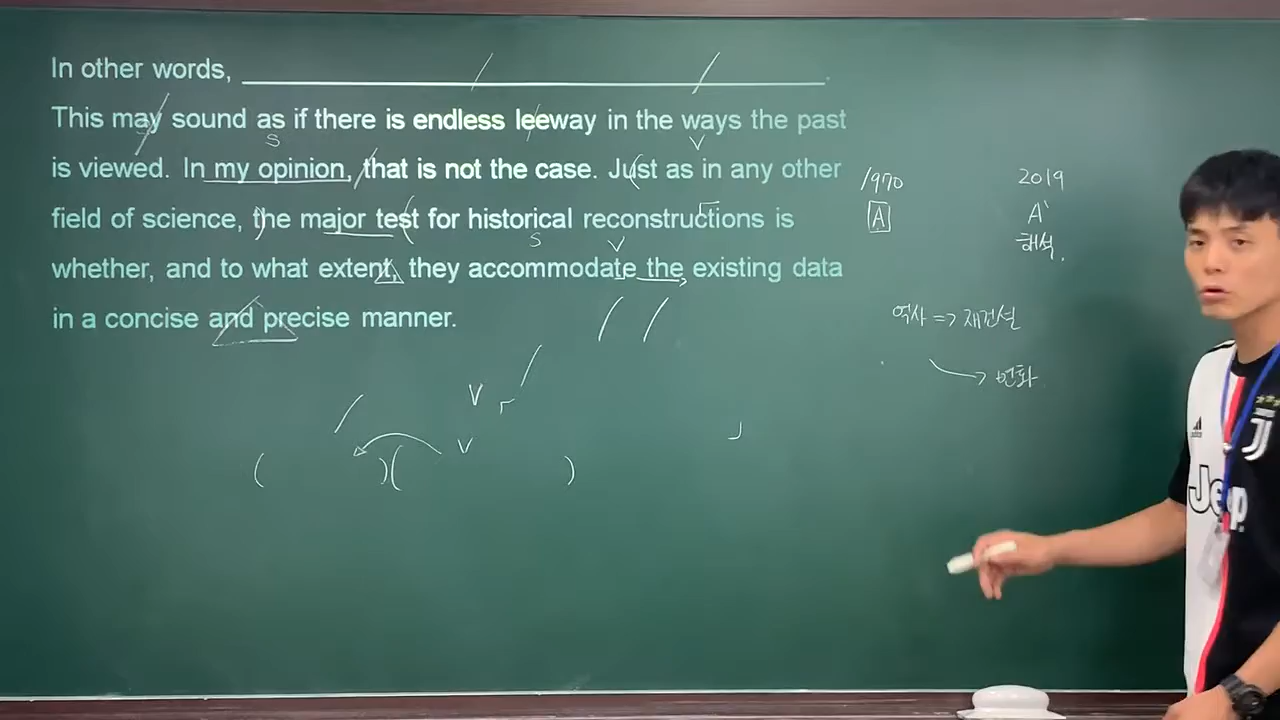 In other words, ____________________.
This may sound as if there is endless leeway in the ways the past
is viewed. In my opinion, that is not the case. Just as in any other
field of science, the major test for historical reconstructions is
whether, and to what extent, they accommodate the existing data
in a concise and precise manner.
S
V
S
V
V
V
1970
2019
A
A`
해석.
역사 => 재건설
변화
Jeep
adidas